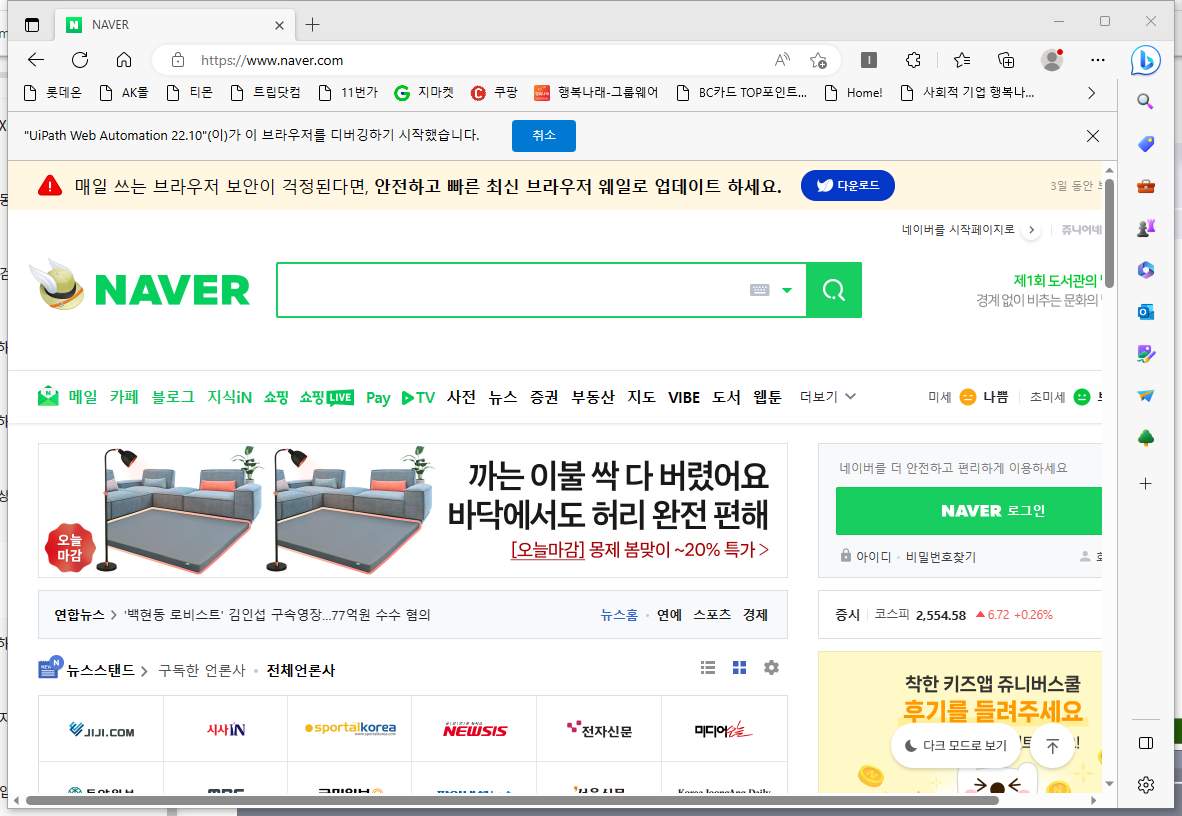 NAVER
https://www.naver.com
롯데온 AK몰 티몬 트립닷컴 11번가 지마켓 쿠팡 행복나래-그룹웨어 BC카드 TOP포인트... Home! 사회적 기업 행복나...
"UiPath Web Automation 22.10"(이)가 이 브라우저를 디버깅하기 시작했습니다. 취소
매일 쓰는 브라우저 보안이 걱정된다면, 안전하고 빠른 최신 브라우저 웨일로 업데이트 하세요. 다운로드 3일 동안
네이버를 시작페이지로 쥬니어네
NAVER
제1회 도서관의
경계 없이 비추는 문화의
메일 카페 블로그 지식iN 쇼핑 쇼핑LIVE Pay TV 사전 뉴스 증권 부동산 지도 VIBE 도서 웹툰 더보기 미세 나쁨 초미세
까는 이불 싹 다 버렸어요
바닥에서도 허리 완전 편해
[오늘마감] 몽제 봄맞이 ~20% 특가 >
오늘
마감
네이버를 더 안전하고 편리하게 이용하세요
NAVER 로그인
아이디 · 비밀번호찾기
연합뉴스 > '백현동 로비스트' 김인섭 구속영장...77억원 수수 혐의 뉴스홈 · 연예 스포츠 경제
증시 코스피 2,554.58 ▲6.72 +0.26%
뉴스스탠드 > 구독한 언론사 · 전체언론사
JIJI.COM 시사IN sportalkorea NEWSIS 전자신문 미디어오늘
www.sportalkorea.com
착한 키즈앱 쥬니버스쿨
후기를 들려주세요
다크 모드로 보기